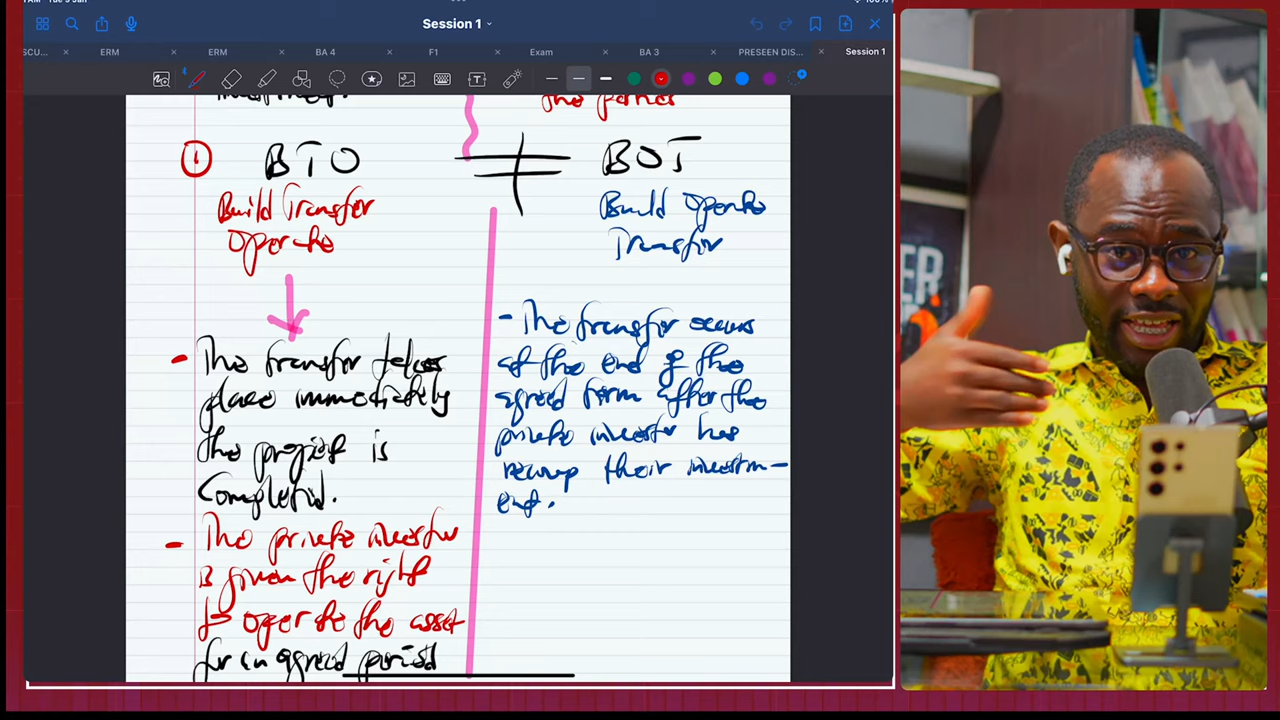 Session 1
ERM
ERM
BA 4
F1
Exam
BA 3
PRESEEN DIS...
Session 1
the
1 BTO
Build Transfer
Operate
- The transfer takes
place immediately
the project is
Completed.
- The private investor
is given the right
to operate the asset
for an agreed period
BOT
Build Operate
Transfer
- The transfer occurs
at the end of the
agreed term after the
private investor has
recoup their investm-
ent.